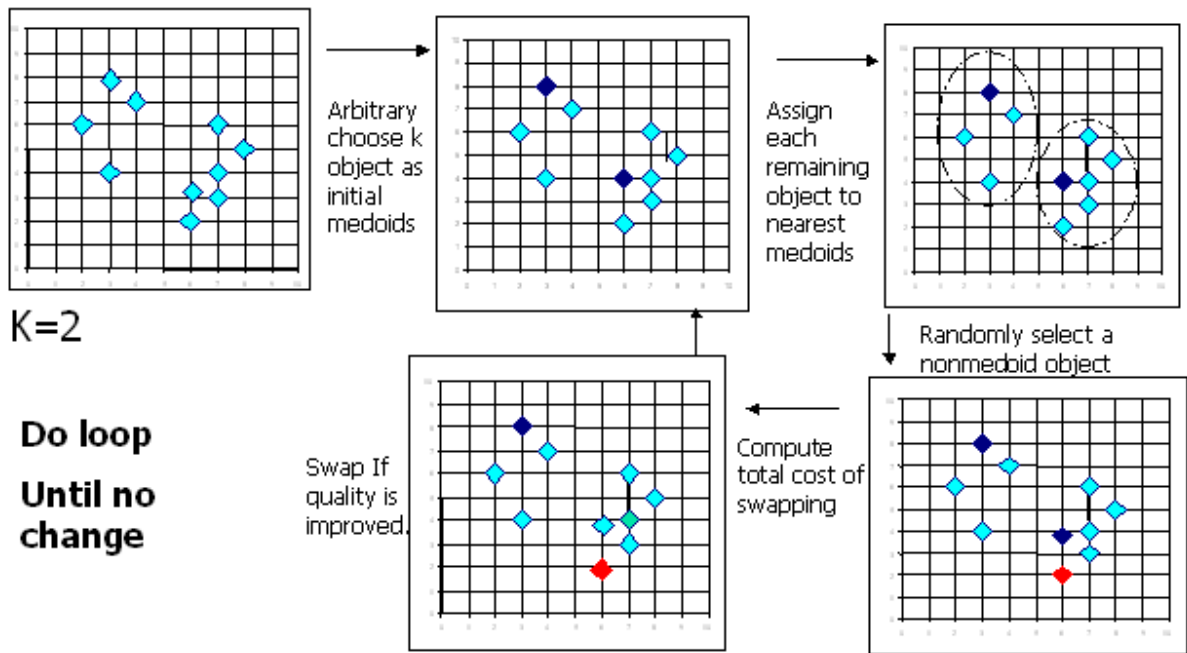 Arbitrary
choose k
object as
initial
medoids
Assign
each
remaining
object to
nearest
medoids
K=2
Randomly select a
nonmedoid object
Compute
total cost of
swapping
Swap If
quality is
improved.
Do loop
Until no
change